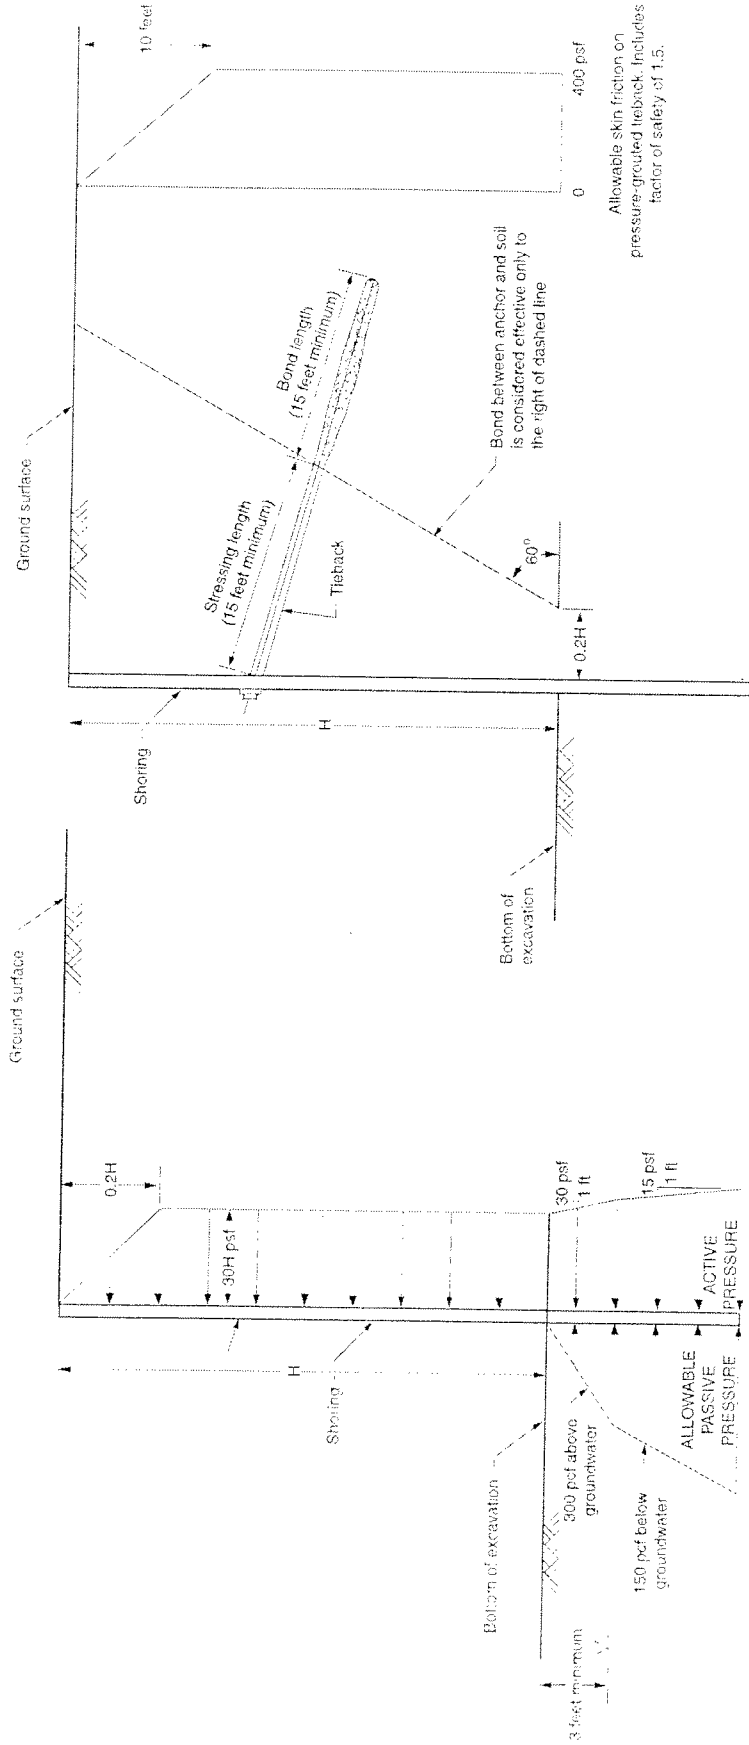 Ground surface
0.2H
30H psf
H
Shoring
Bottom of excavation
3 feet minimum
300 pcf above
groundwater
150 pcf below
groundwater
ALLOWABLE
PASSIVE
PRESSURE
ACTIVE
PRESSURE
30 psf
1 ft
15 psf
1 ft
Ground surface
Shoring
H
Bottom of
excavation
Stressing length
(15 feet minimum)
Bond length
(15 feet minimum)
Tieback
0.2H
60°
Bond between anchor and soil
is considered effective only to
the right of dashed line
10 feet
0
400 psf
Allowable skin friction on
pressure-grouted tieback. Includes
factor of safety of 1.5.